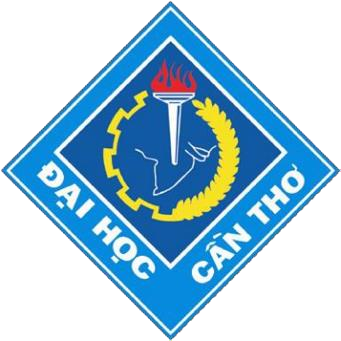 ĐẠI HỌC
CẦN THƠ